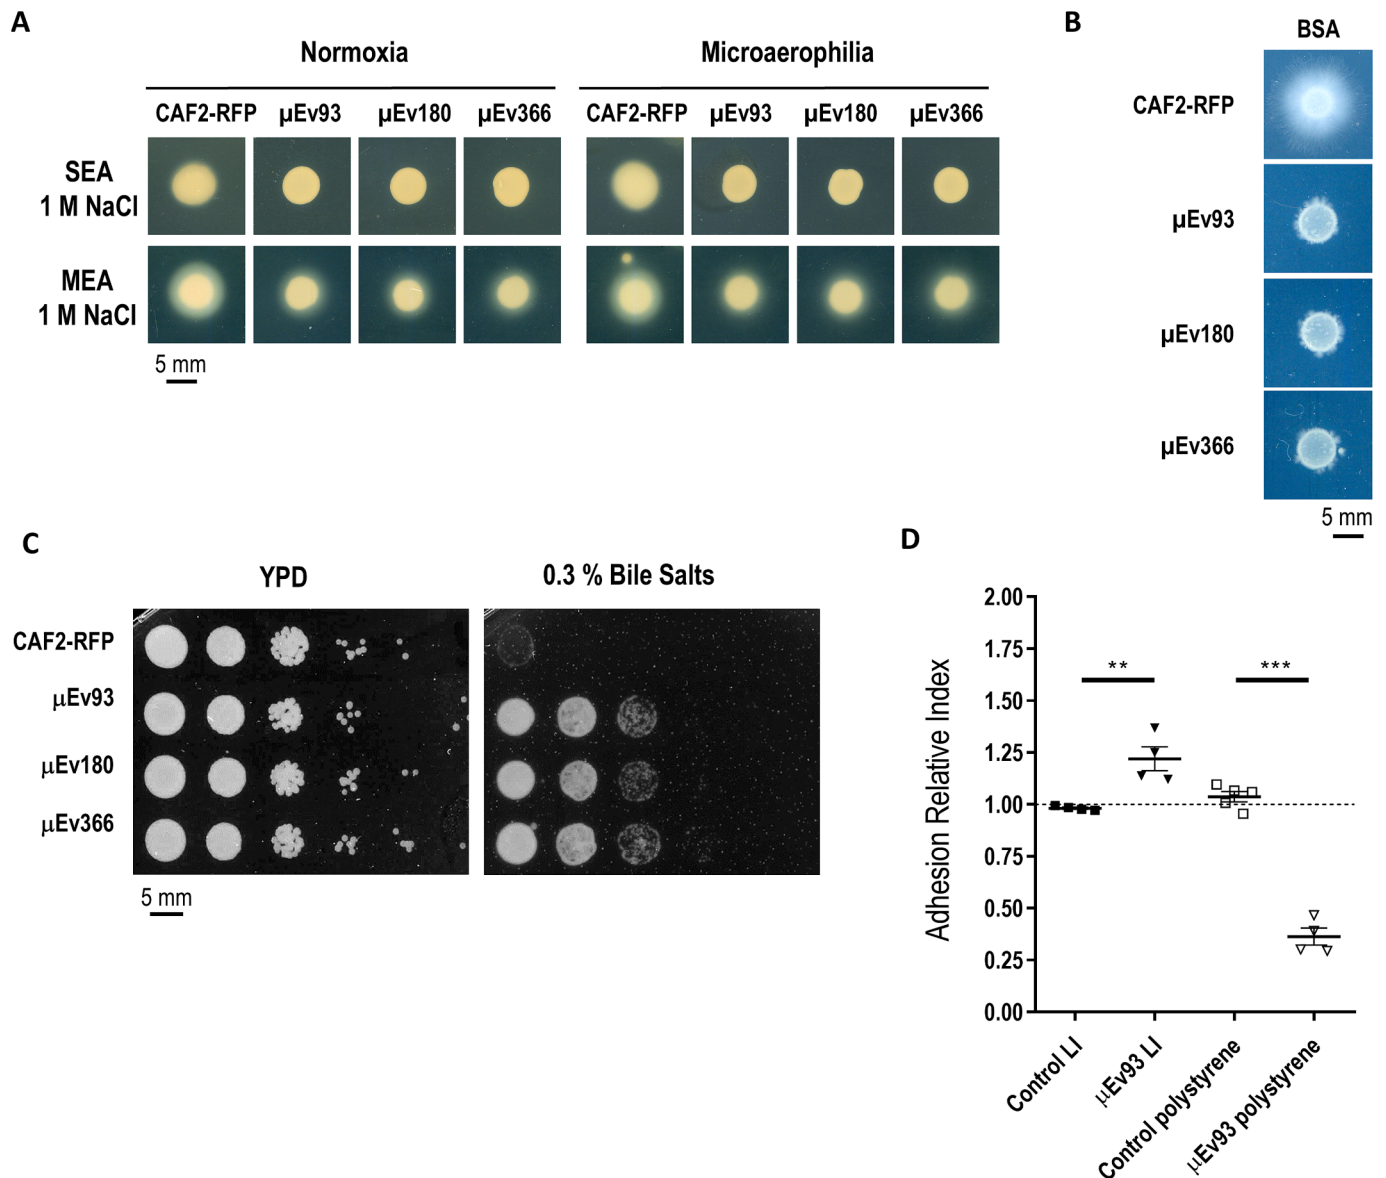 A
Normoxia
Microaerophilia
CAF2-RFP µEv93 µEv180 µEv366
CAF2-RFP µEv93 µEv180 µEv366
SEA
1 M NaCl
MEA
1 M NaCl
5 mm
B
BSA
CAF2-RFP
µEv93
µEv180
µEv366
5 mm
C
YPD
0.3 % Bile Salts
CAF2-RFP
µEv93
µEv180
µEv366
5 mm
D
Adhesion Relative Index
2.00
1.75
1.50
1.25
1.00
0.75
0.50
0.25
0.00
**
***
Control LI
µEv93 LI
Control polystyrene
µEv93 polystyrene